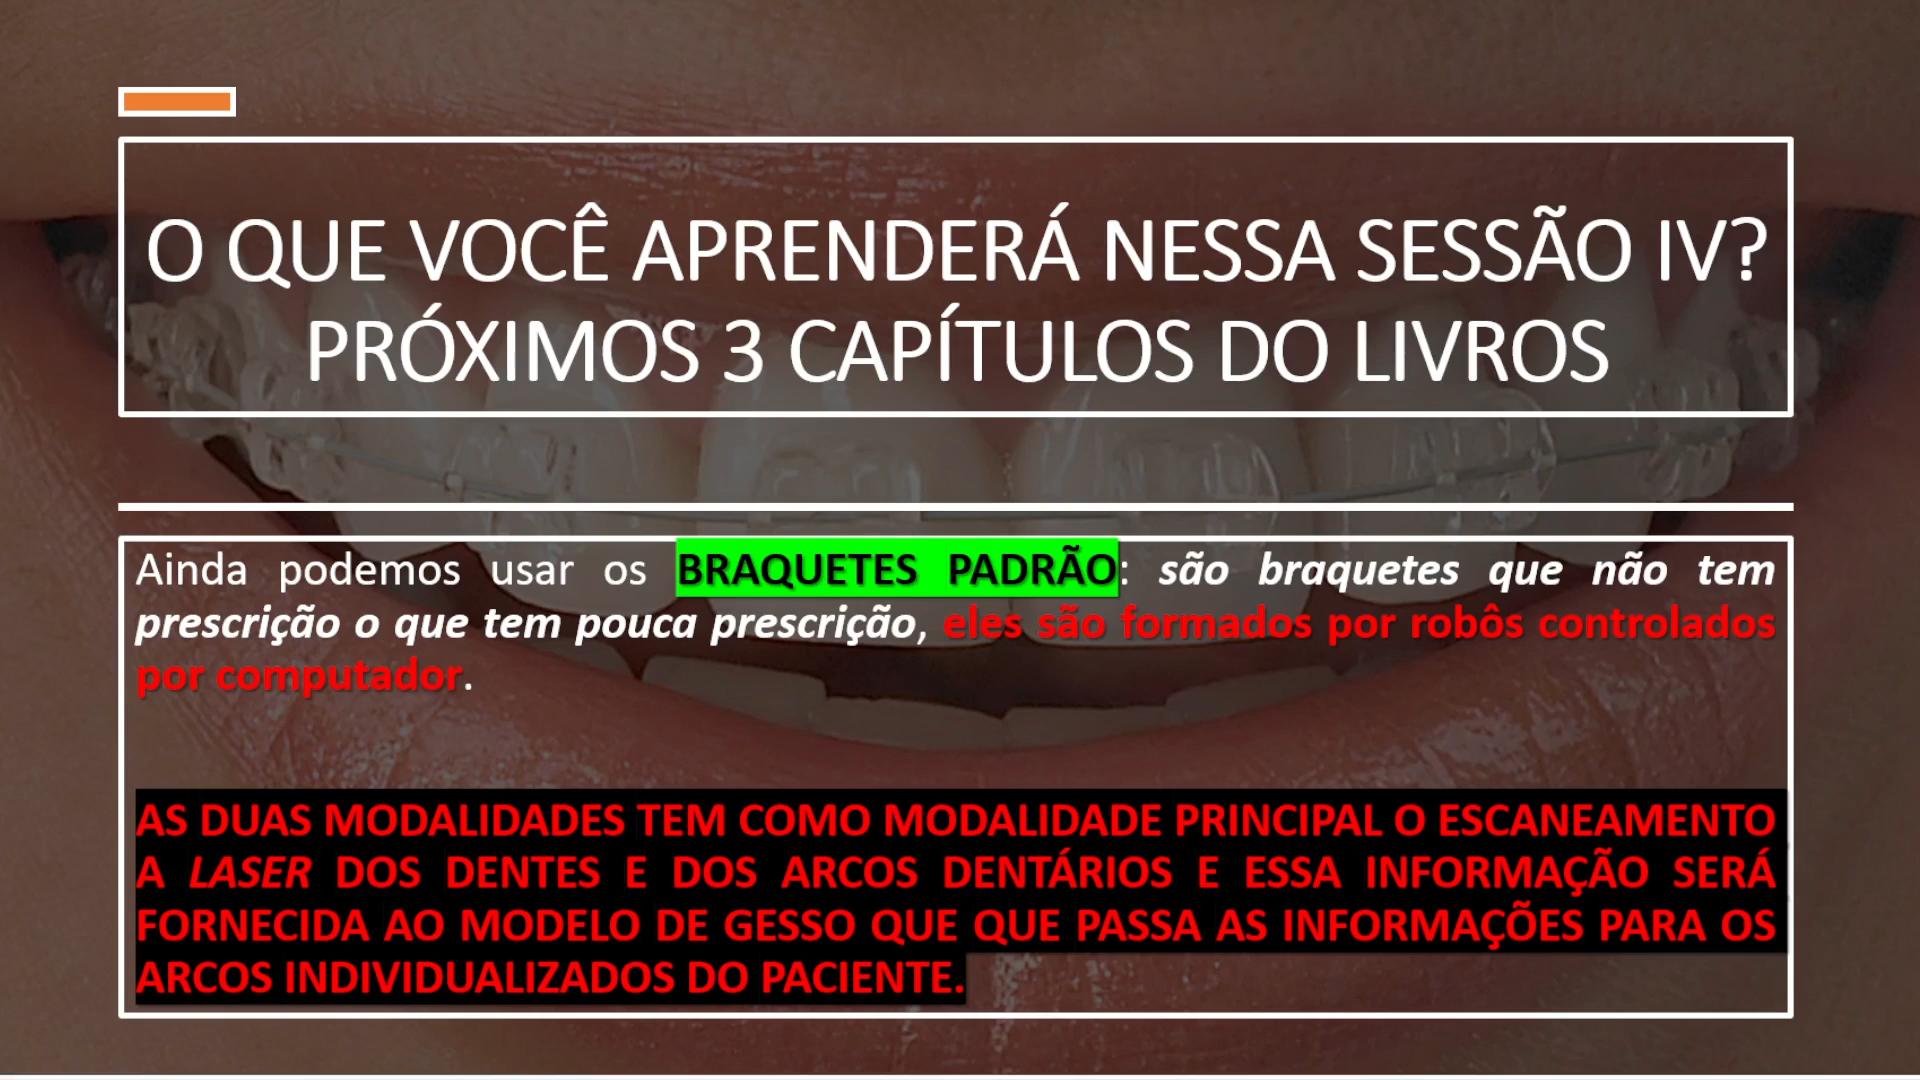 O QUE VOCÊ APRENDERÁ NESSA SESSÃO IV?
PRÓXIMOS 3 CAPÍTULOS DO LIVROS
Ainda podemos usar os BRAQUETES PADRÃO: são braquetes que não tem
prescrição o que tem pouca prescrição, eles são formados por robôs controlados
por computador.
AS DUAS MODALIDADES TEM COMO MODALIDADE PRINCIPAL O ESCANEAMENTO
A LASER DOS DENTES E DOS ARCOS DENTÁRIOS E ESSA INFORMAÇÃO SERÁ
FORNECIDA AO MODELO DE GESSO QUE QUE PASSA AS INFORMAÇÕES PARA OS
ARCOS INDIVIDUALIZADOS DO PACIENTE.